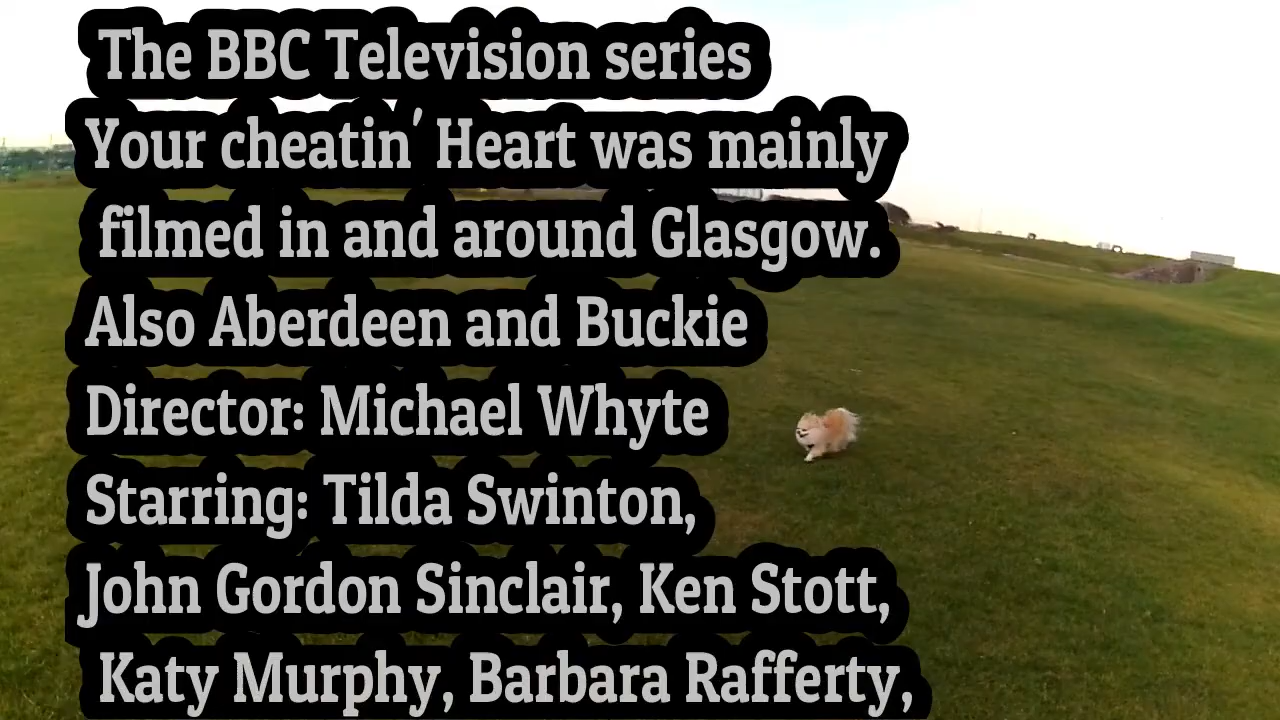 The BBC Television series
Your cheatin' Heart was mainly
filmed in and around Glasgow.
Also Aberdeen and Buckie
Director: Michael Whyte
Starring: Tilda Swinton,
John Gordon Sinclair, Ken Stott,
Katy Murphy, Barbara Rafferty,